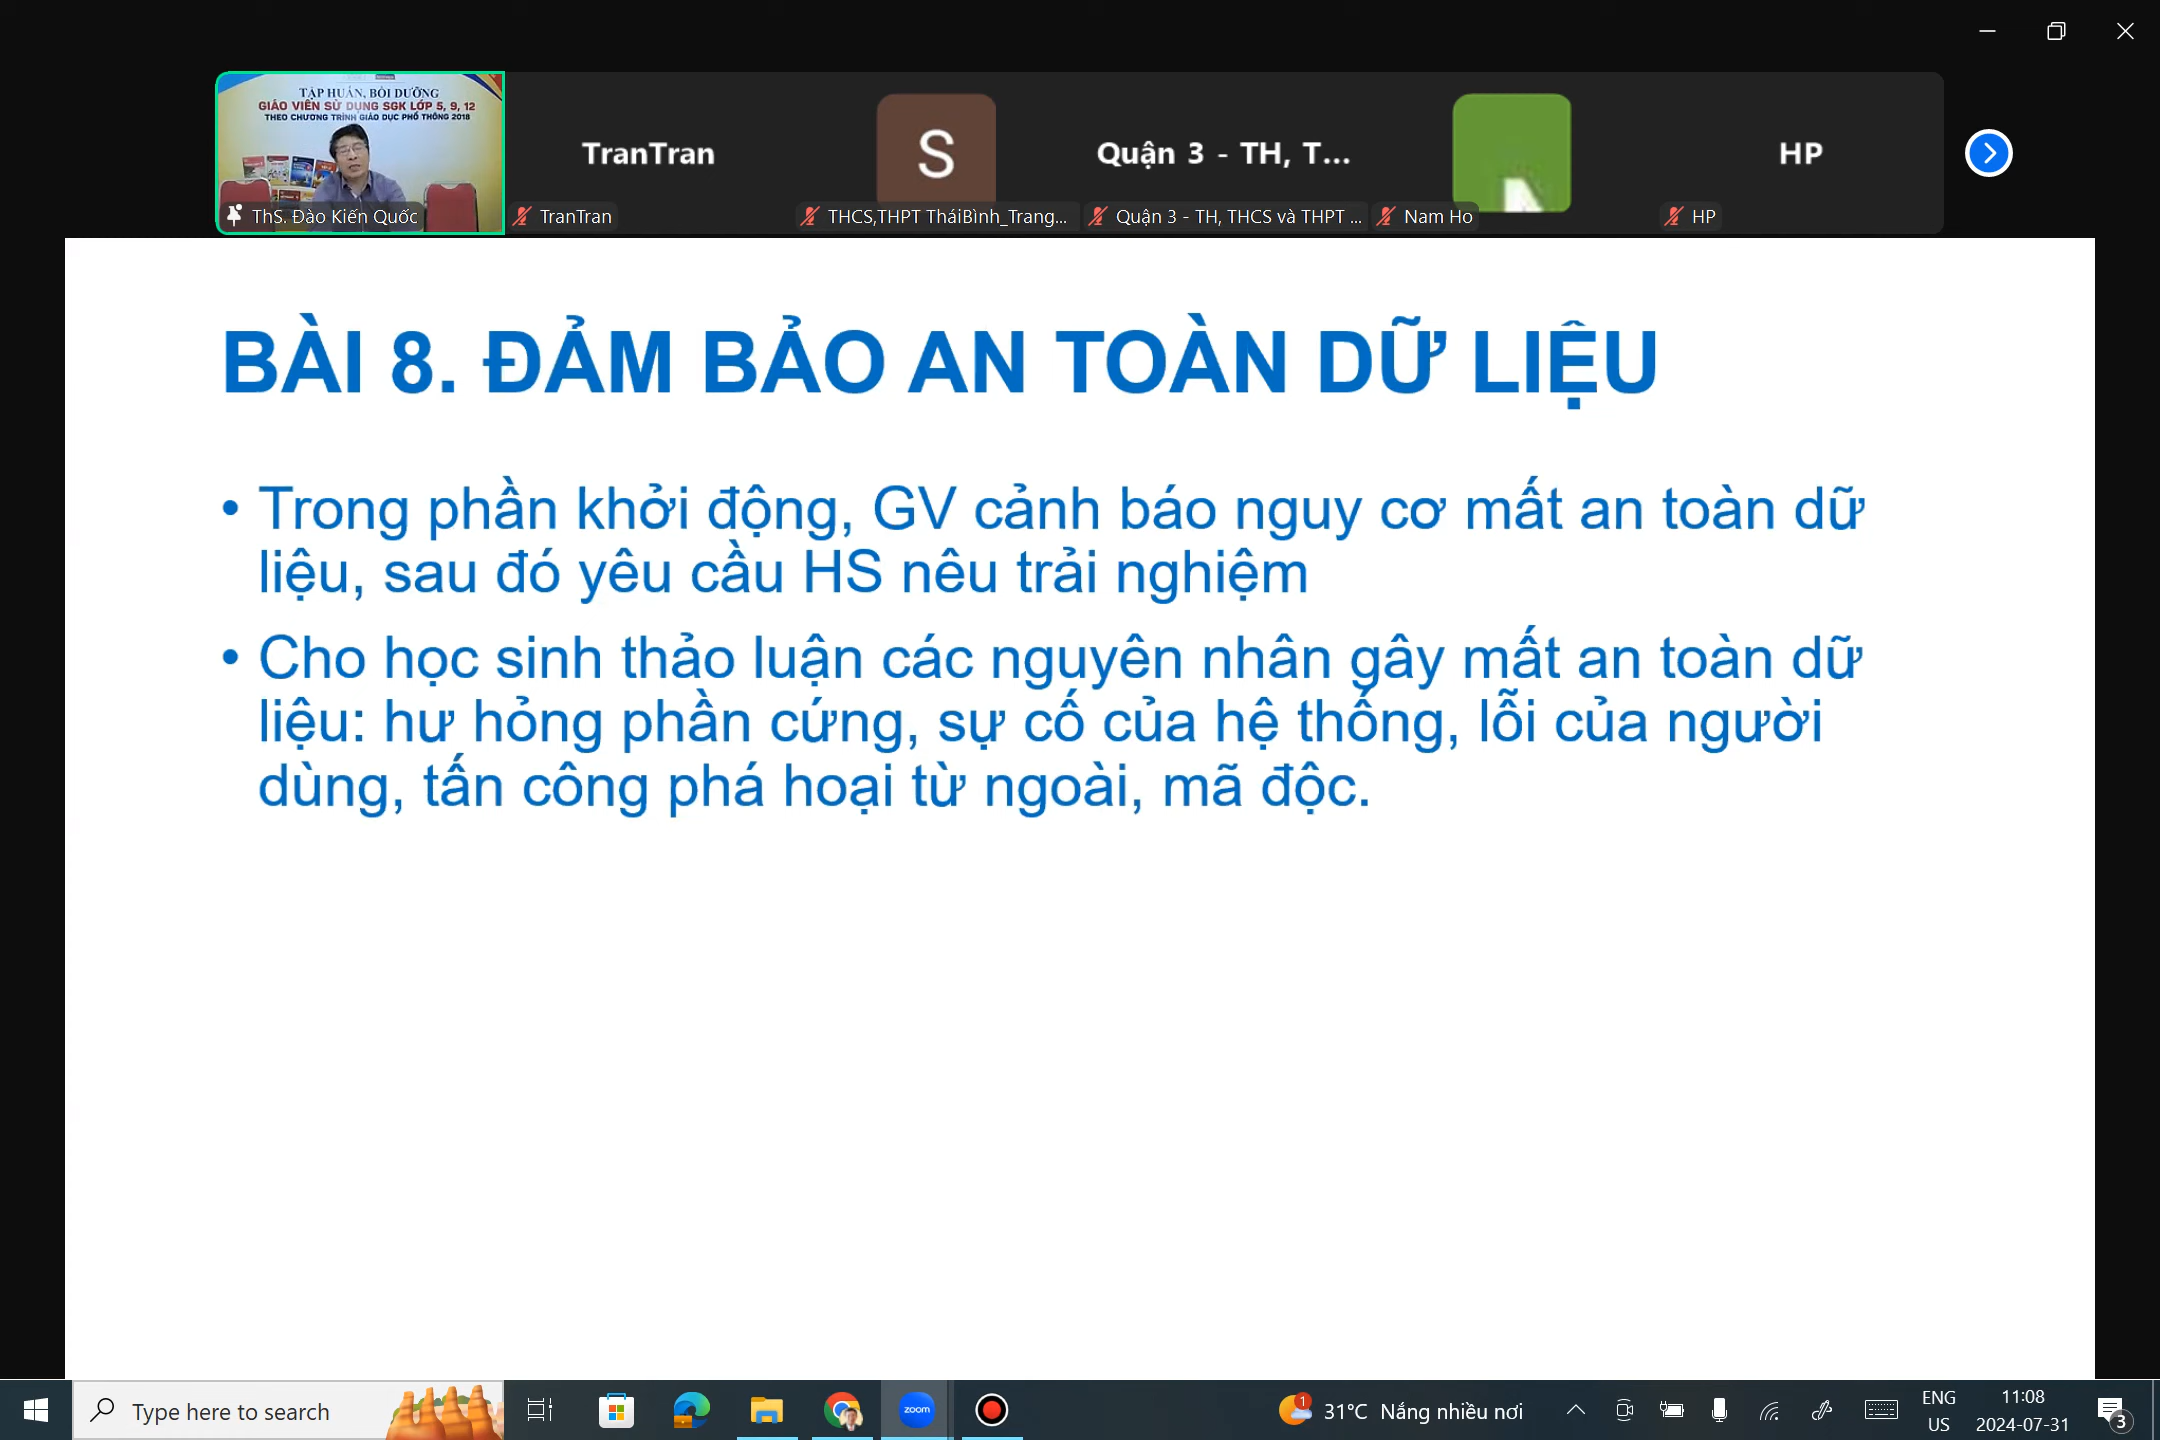 TẬP HUẤN, BỒI DƯỠNG
GIÁO VIÊN SỬ DỤNG SGK LỚP 5, 9, 12
THEO CHƯƠNG TRÌNH GIÁO DỤC PHỔ THÔNG 2018
ThS. Đào Kiến Quốc
TranTran
TranTran
S
THCS,THPT TháiBình_Trang...
Quận 3 - TH, T...
Quận 3 - TH, THCS và THPT ...
Nam Ho
HP
HP
BÀI 8. ĐẢM BẢO AN TOÀN DỮ LIỆU
• Trong phần khởi động, GV cảnh báo nguy cơ mất an toàn dữ
liệu, sau đó yêu cầu HS nêu trải nghiệm
• Cho học sinh thảo luận các nguyên nhân gây mất an toàn dữ
liệu: hư hỏng phần cứng, sự cố của hệ thống, lỗi của người
dùng, tấn công phá hoại từ ngoài, mã độc.
Type here to search
zoom
1
31°C Nắng nhiều nơi
ENG
US
11:08
2024-07-31
3